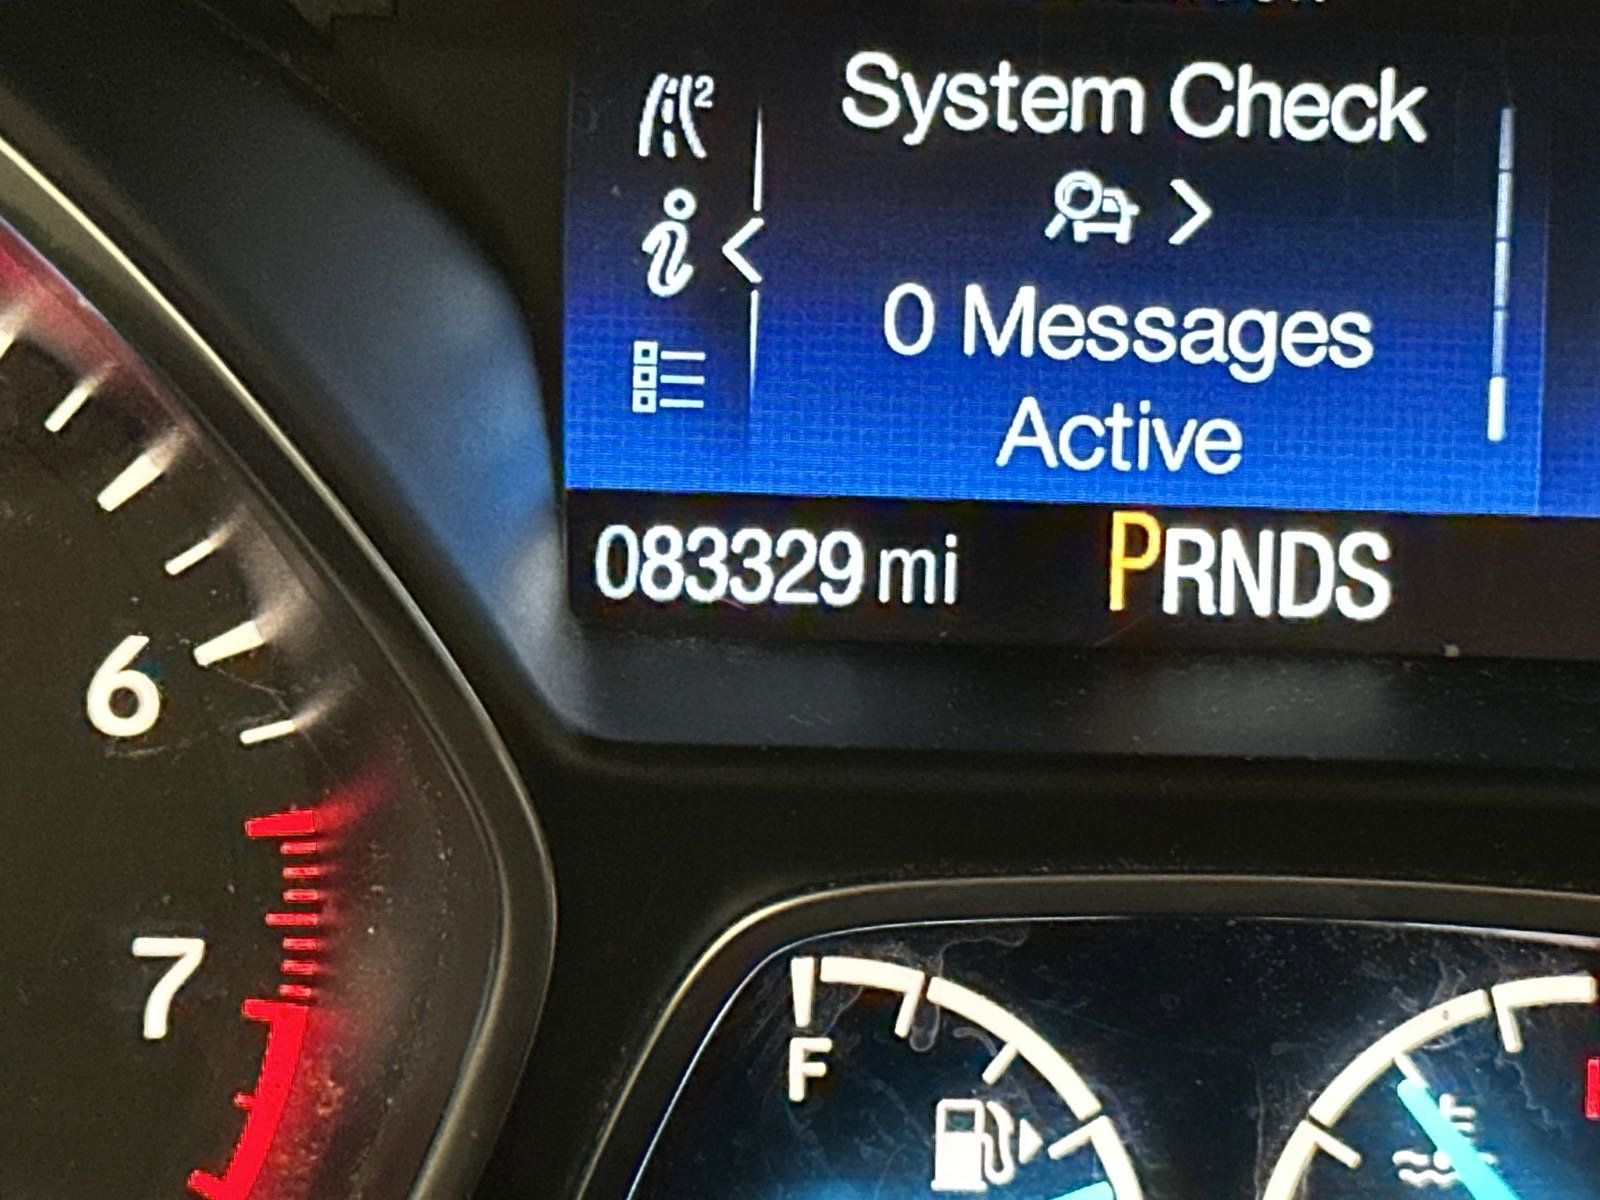 System Check
0 Messages
Active
083329 mi PRNDS
6
7
F